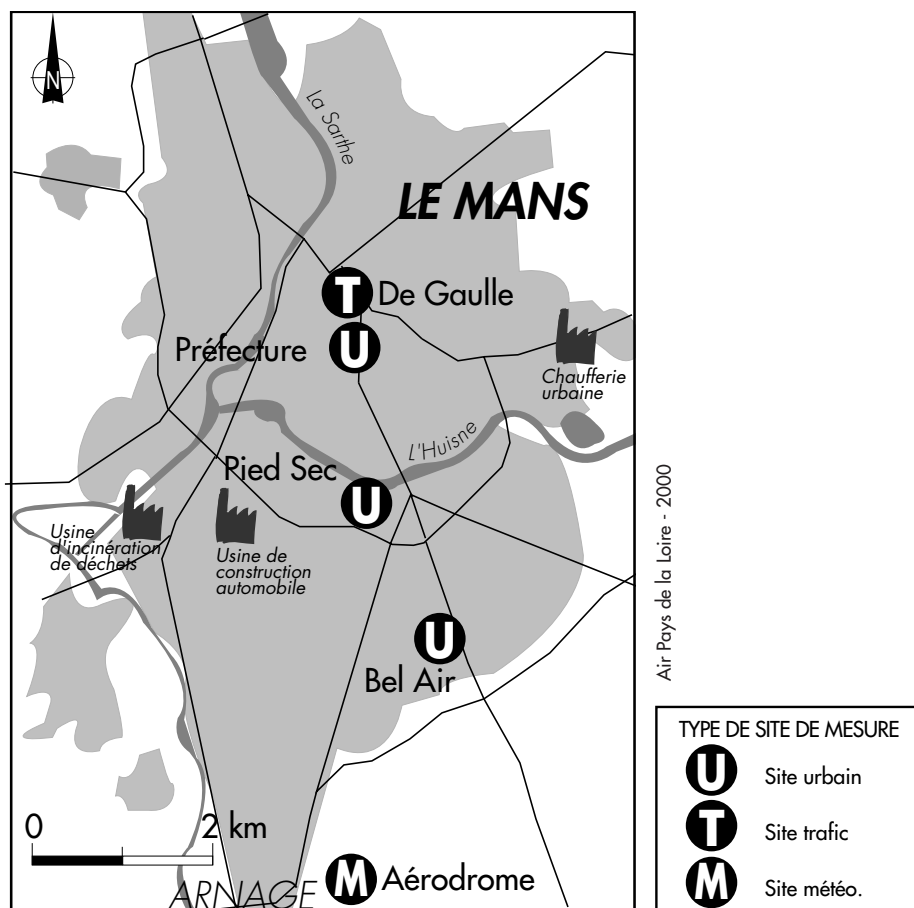 N
La Sarthe
LE MANS
T De Gaulle
Préfecture U
Chaufferie
urbaine
L'Huisne
Pied Sec
U
Usine
d'incinération
de déchets
Usine de
construction
automobile
U
Bel Air
0 2 km
ARNAGE
M Aérodrome
Air Pays de la Loire - 2000
TYPE DE SITE DE MESURE
U Site urbain
T Site trafic
M Site météo.